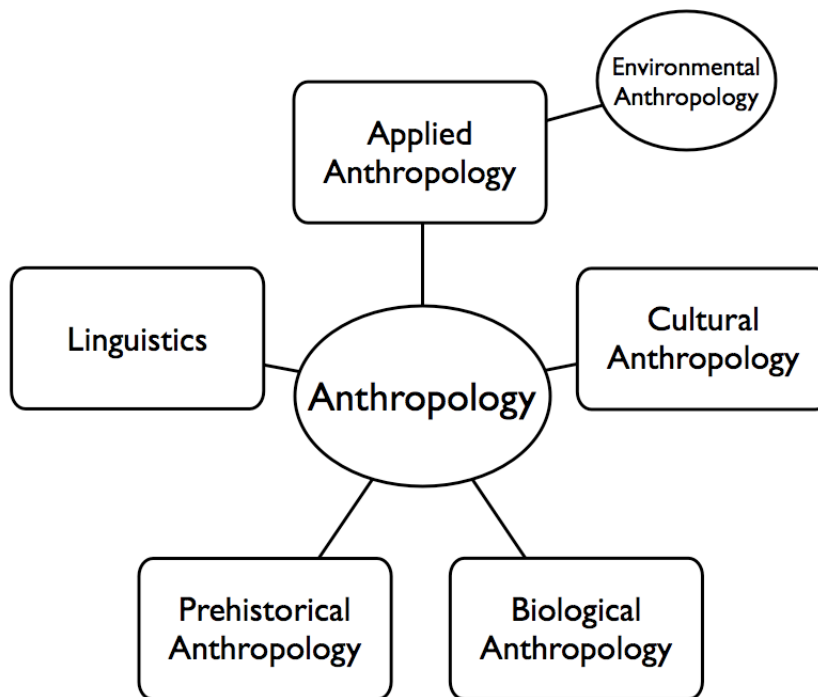 Environmental
Anthropology
Applied
Anthropology
Linguistics
Cultural
Anthropology
Anthropology
Prehistorical
Anthropology
Biological
Anthropology